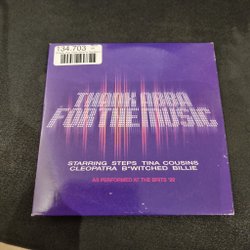 134.703 -
THANK ABBA
FOR THE MUSIC
STARRING STEPS TINA COUSINS
CLEOPATRA B*WITCHED BILLIE
AS PERFORMED AT THE BRITS '99